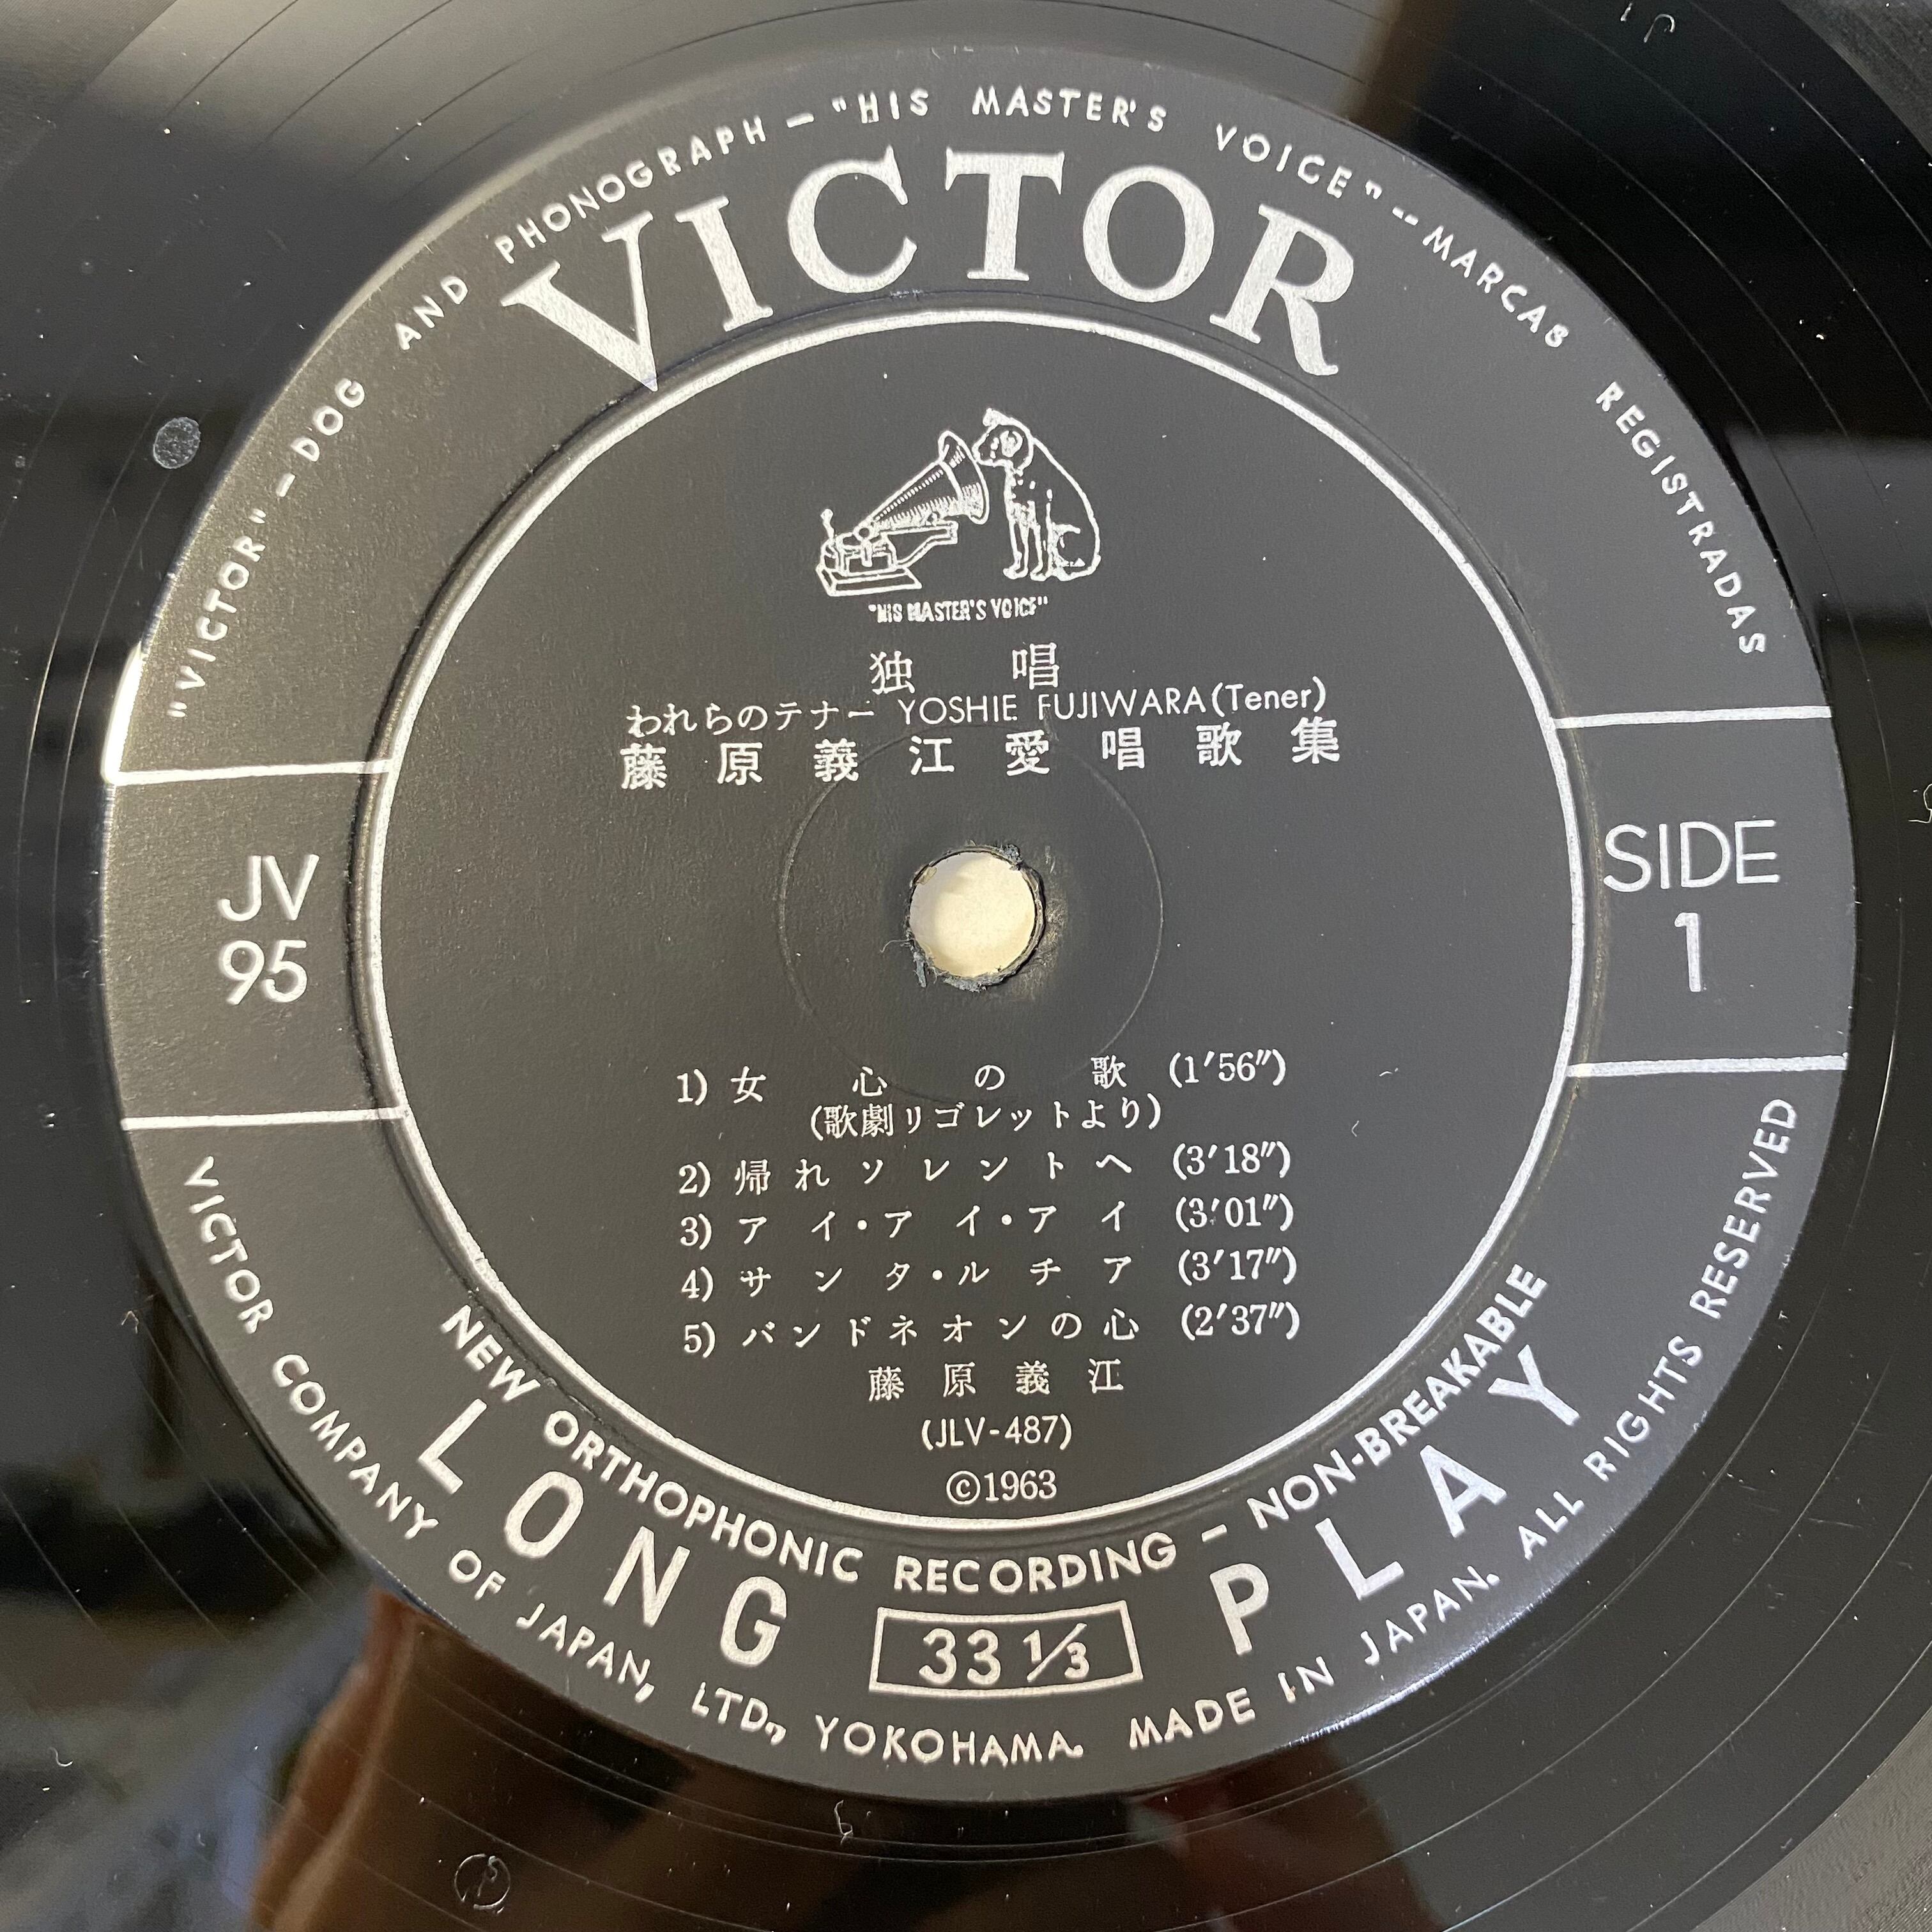 "VICTOR" - DOG AND PHONOGRAPH - "HIS MASTER'S VOICE" -- MARCAS REGISTRADAS
VICTOR
"HIS MASTER'S VOICE"
独唱
われらのテナー YOSHIE FUJIWARA (Tener)
藤原義江愛唱歌集
JV
95
SIDE
1
1) 女心の歌 (1′56″)
(歌劇リゴレットより)
2) 帰れソレントへ (3′18″)
3) アイ・アイ・アイ (3′01″)
4) サンタ・ルチア (3′17″)
5) バンドネオンの心 (2′37″)
藤原義江
(JLV-487)
©1963
NEW ORTHOPHONIC RECORDING - NON-BREAKABLE
LONG 33 1/3 PLAY
VICTOR COMPANY OF JAPAN, LTD., YOKOHAMA. MADE IN JAPAN. ALL RIGHTS RESERVED